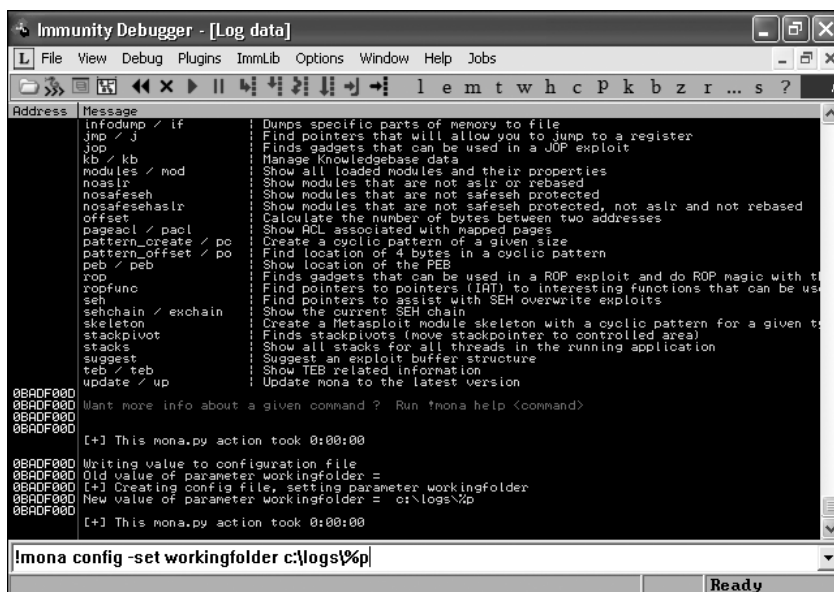 Immunity Debugger - [Log data]
L File View Debug Plugins ImmLib Options Window Help Jobs
l e m t w h c P k b z r ... s ?
Address Message
infodump / if | Dumps specific parts of memory to file
jmp / j | Find pointers that will allow you to jump to a register
jop | Finds gadgets that can be used in a JOP exploit
kb / kb | Manage Knowledgebase data
modules / mod | Show all loaded modules and their properties
noaslr | Show modules that are not aslr or rebased
nosafeseh | Show modules that are not safeseh protected
nosafesehaslr | Show modules that are not safeseh protected, not aslr and not rebased
offset | Calculate the number of bytes between two addresses
pageacl / pacl | Show ACL associated with mapped pages
pattern_create / pc | Create a cyclic pattern of a given size
pattern_offset / po | Find location of 4 bytes in a cyclic pattern
peb / peb | Show location of the PEB
rop | Finds gadgets that can be used in a ROP exploit and do ROP magic with t
ropfunc | Find pointers to pointers (IAT) to interesting functions that can be us
seh | Find pointers to assist with SEH overwrite exploits
sehchain / exchain | Show the current SEH chain
skeleton | Create a Metasploit module skeleton with a cyclic pattern for a given t
stackpivot | Finds stackpivots (move stackpointer to controlled area)
stacks | Show all stacks for all threads in the running application
suggest | Suggest an exploit buffer structure
teb / teb | Show TEB related information
update / up | Update mona to the latest version
0BADF00D
0BADF00D Want more info about a given command ? Run !mona help <command>
0BADF00D
0BADF00D
[+] This mona.py action took 0:00:00
0BADF00D Writing value to configuration file
0BADF00D Old value of parameter workingfolder =
0BADF00D [+] Creating config file, setting parameter workingfolder
0BADF00D New value of parameter workingfolder = c:\logs\%p
0BADF00D
[+] This mona.py action took 0:00:00
!mona config -set workingfolder c:\logs\%p
Ready